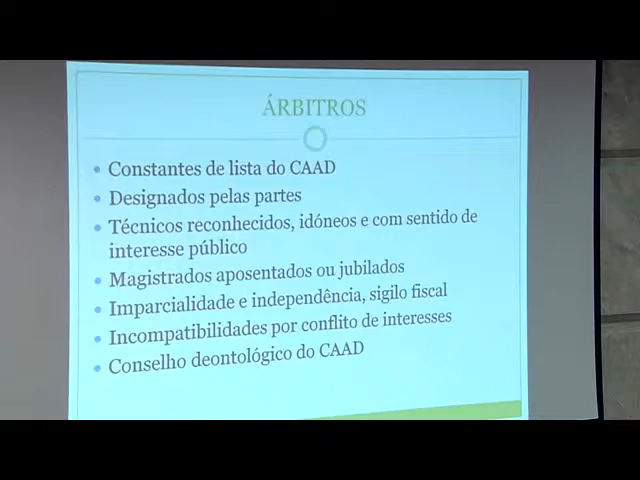 ÁRBITROS
• Constantes de lista do CAAD
• Designados pelas partes
• Técnicos reconhecidos, idóneos e com sentido de
interesse público
• Magistrados aposentados ou jubilados
• Imparcialidade e independência, sigilo fiscal
• Incompatibilidades por conflito de interesses
• Conselho deontológico do CAAD